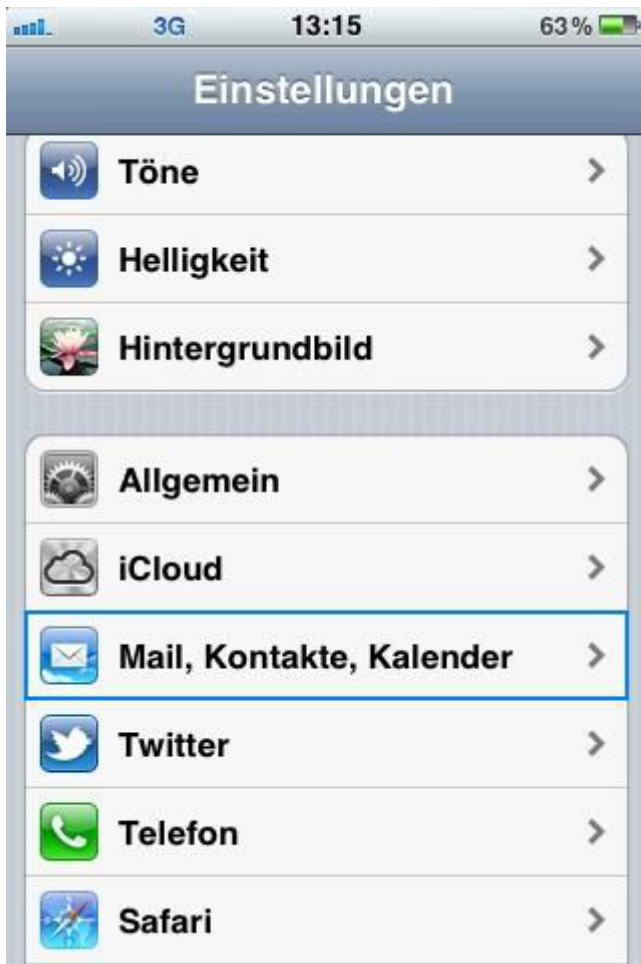 3G 13:15 63 %
Einstellungen
Töne
Helligkeit
Hintergrundbild
Allgemein
iCloud
Mail, Kontakte, Kalender
Twitter
Telefon
Safari